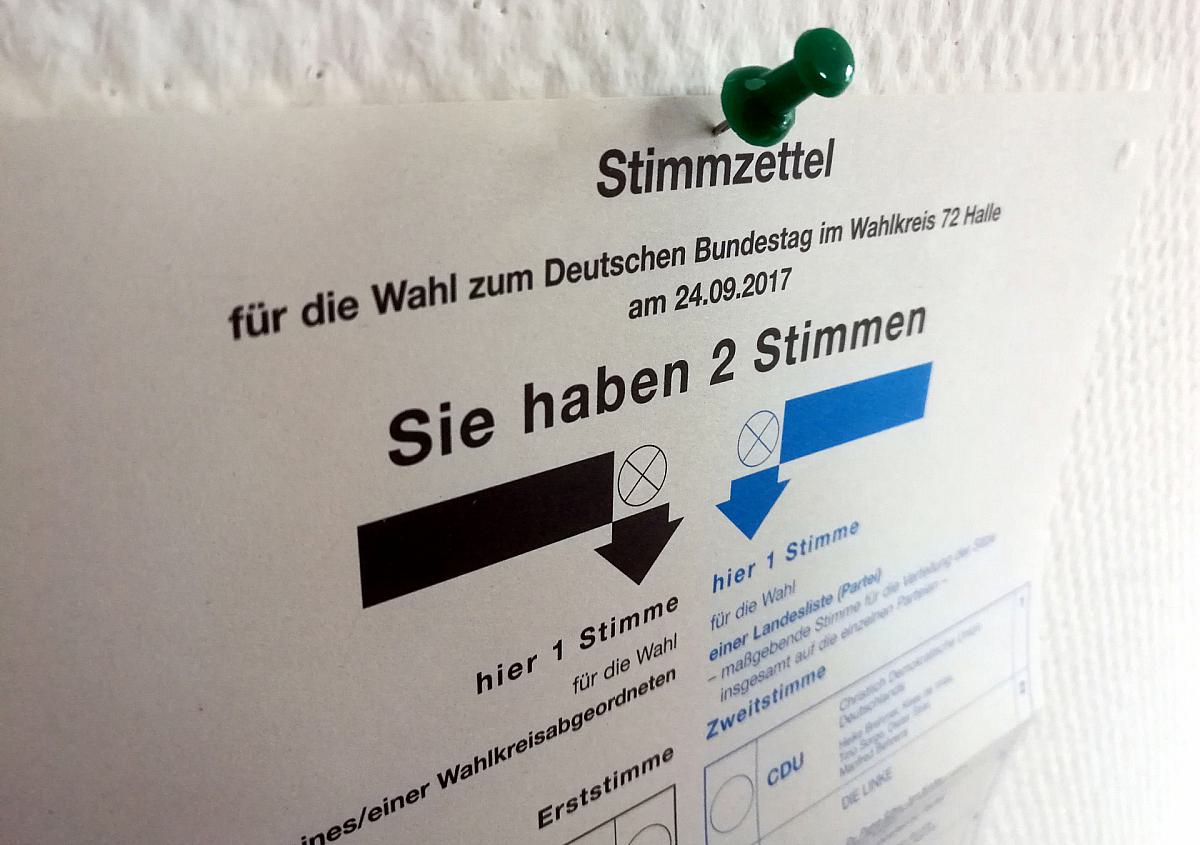 Stimmzettel
für die Wahl zum Deutschen Bundestag im Wahlkreis 72 Halle
am 24.09.2017
Sie haben 2 Stimmen
hier 1 Stimme
für die Wahl
ines/einer Wahlkreisabgeordneten
Erststimme
hier 1 Stimme
für die Wahl
einer Landesliste (Partei)
– maßgebende Stimme für die Verteilung der Sitze
insgesamt auf die einzelnen Parteien –
Zweitstimme
1
CDU
Christlich Demokratische Union
Deutschlands
2
DIE LINKE